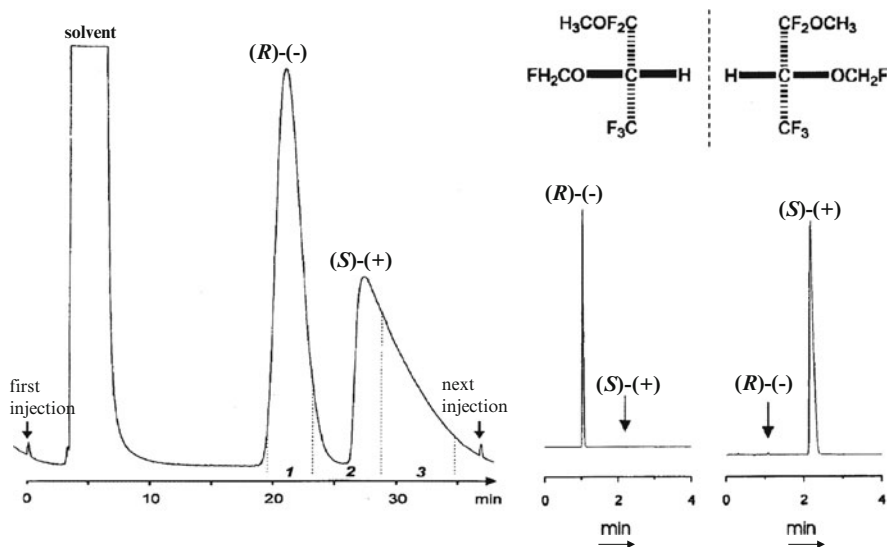 solvent
(R)-(-)
(S)-(+)
first
injection
next
injection
1 2 3
0 10 20 30 min
H₃COF₂C CF₂OCH₃
FH₂CO C H H C OCH₂F
F₃C CF₃
(R)-(-)
(S)-(+)
0 2 4
min
(S)-(+)
(R)-(-)
0 2 4
min